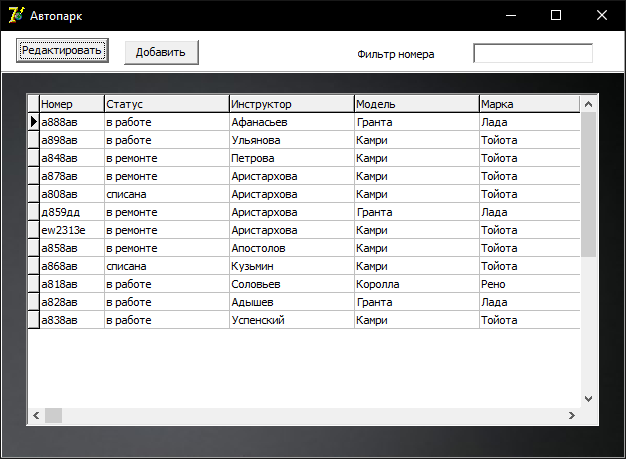 Автопарк
Редактировать Добавить Фильтр номера
Номер Статус Инструктор Модель Марка
а888ав в работе Афанасьев Гранта Лада
а898ав в работе Ульянова Камри Тойота
а848ав в ремонте Петрова Камри Тойота
а878ав в ремонте Аристархова Камри Тойота
а808ав списана Аристархова Камри Тойота
д859дд в ремонте Аристархова Гранта Лада
ew2313e в ремонте Аристархова Камри Тойота
а858ав в ремонте Апостолов Камри Тойота
а868ав списана Кузьмин Камри Тойота
а818ав в работе Соловьев Королла Рено
а828ав в работе Адышев Гранта Лада
а838ав в работе Успенский Камри Тойота